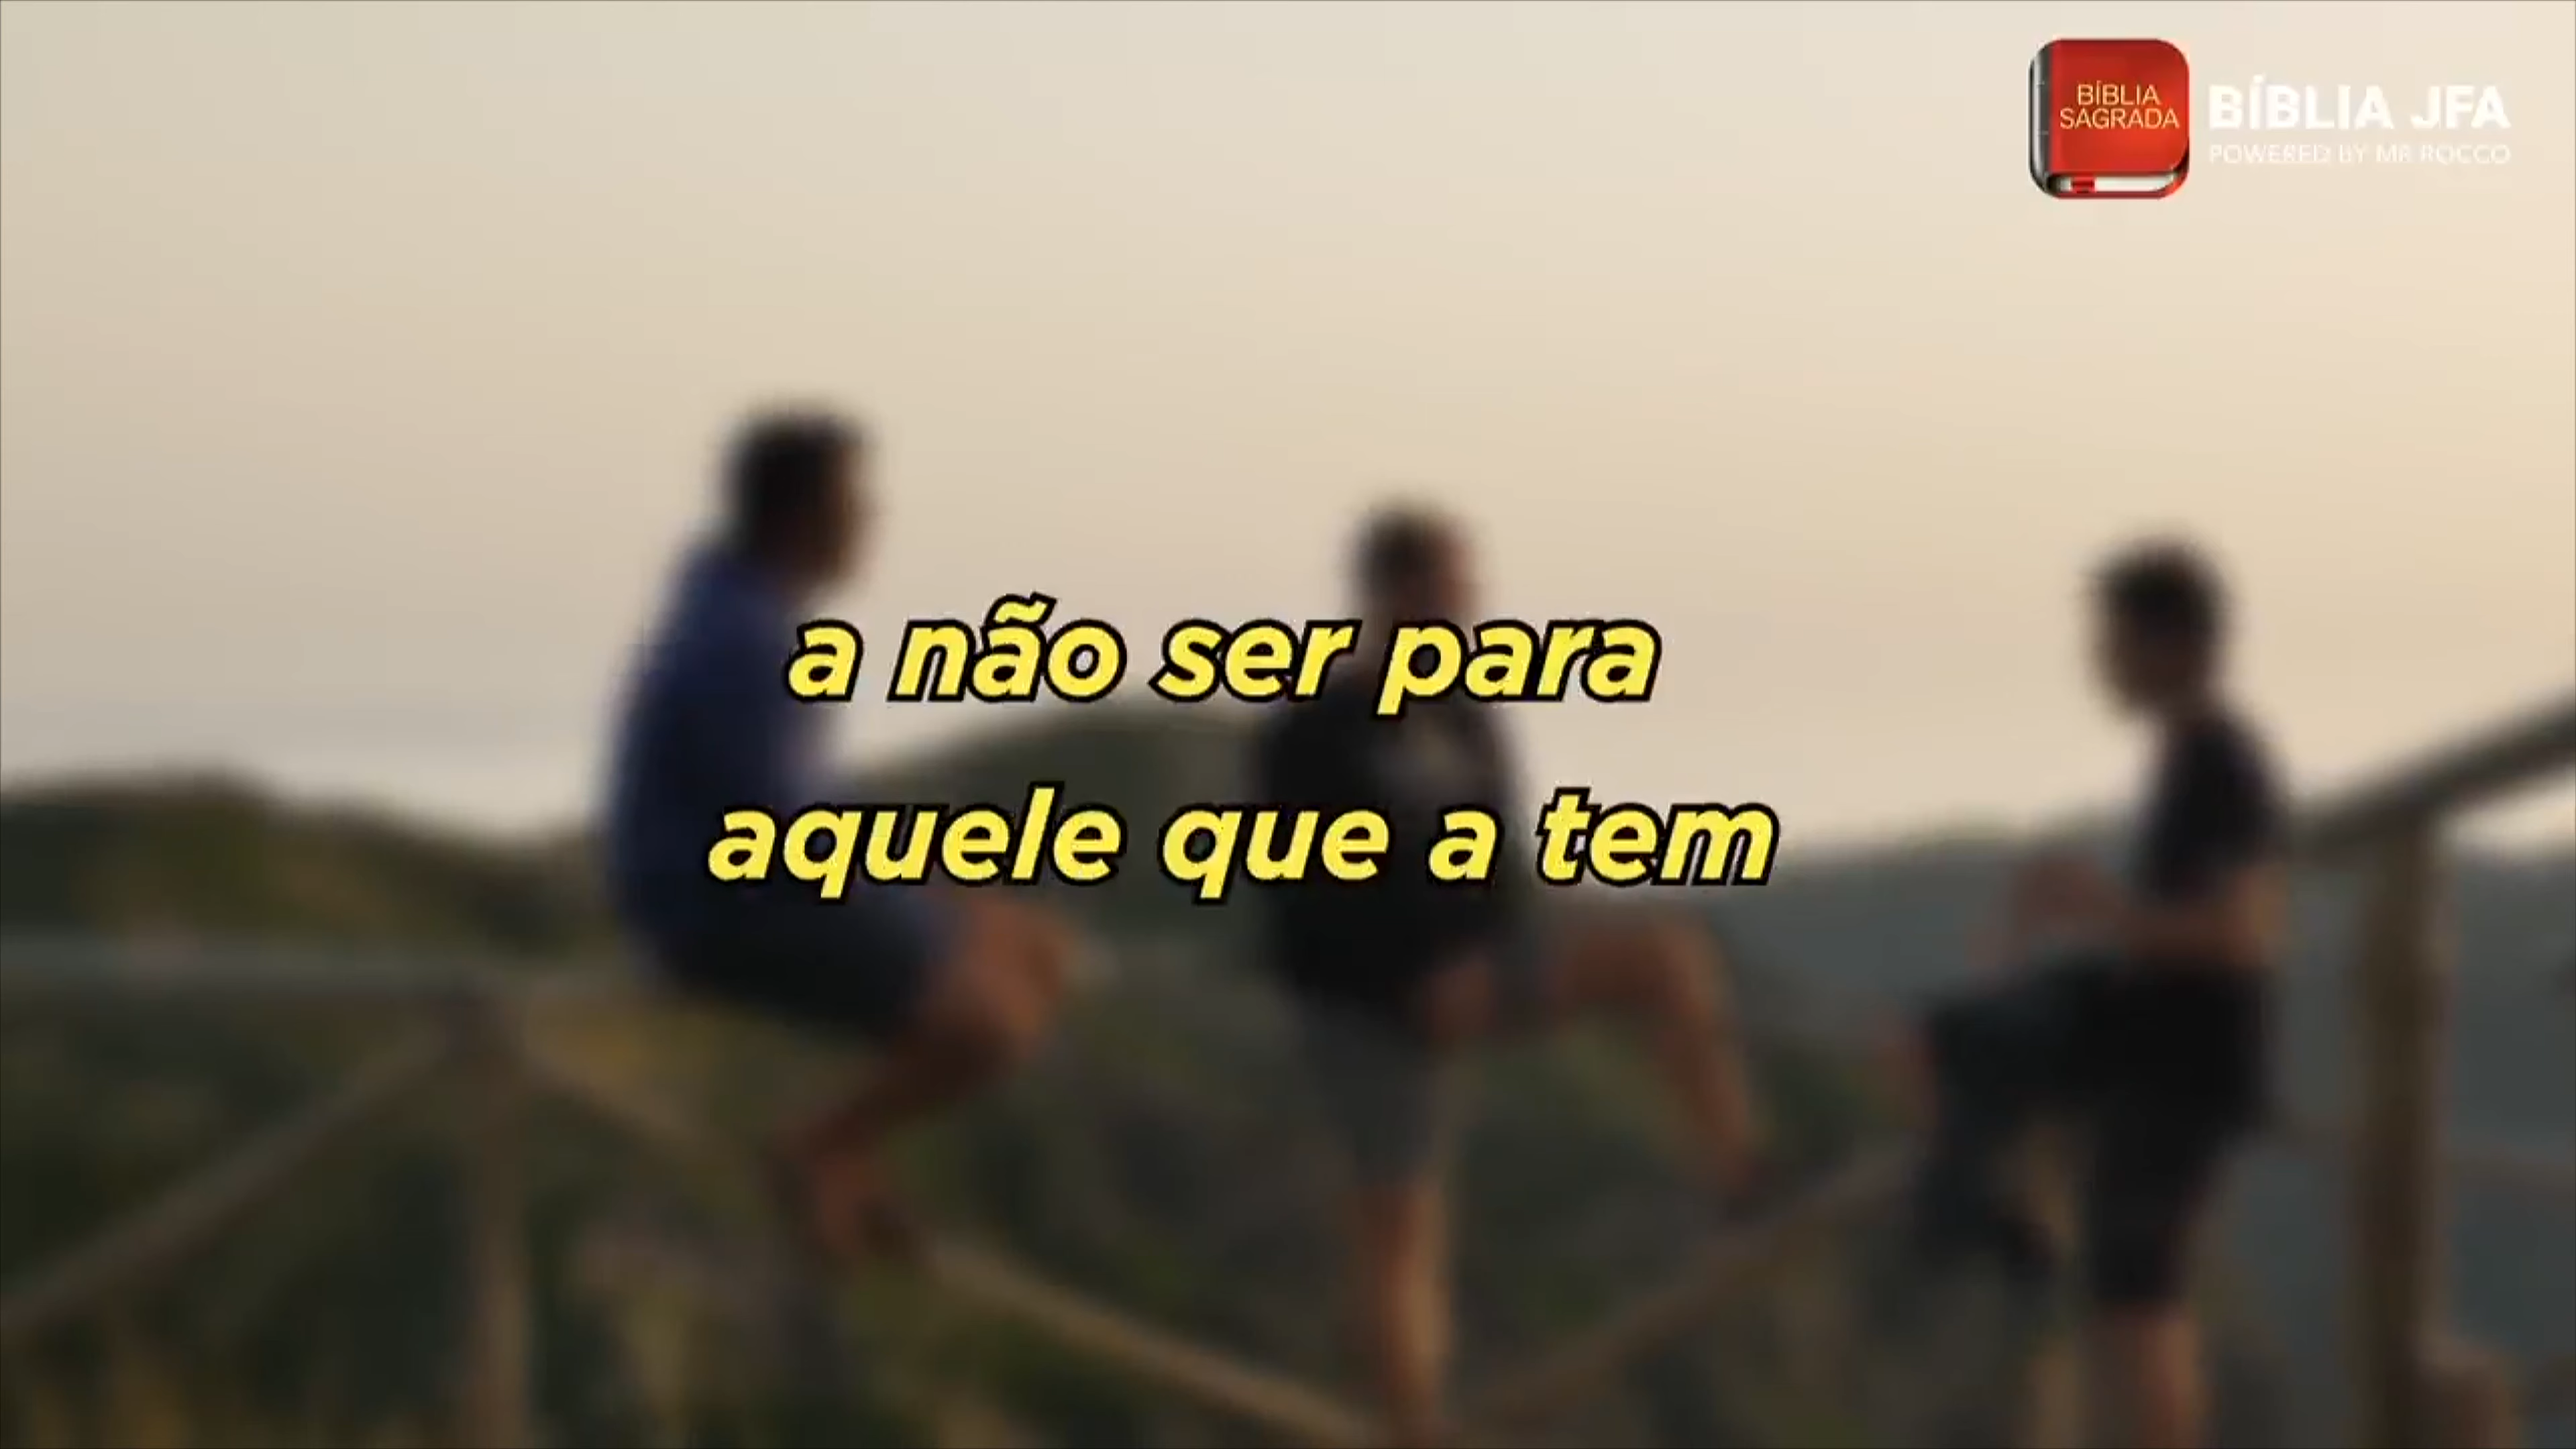 BÍBLIA
SAGRADA
BÍBLIA JFA
POWERED BY MR ROCCO
a não ser para
aquele que a tem